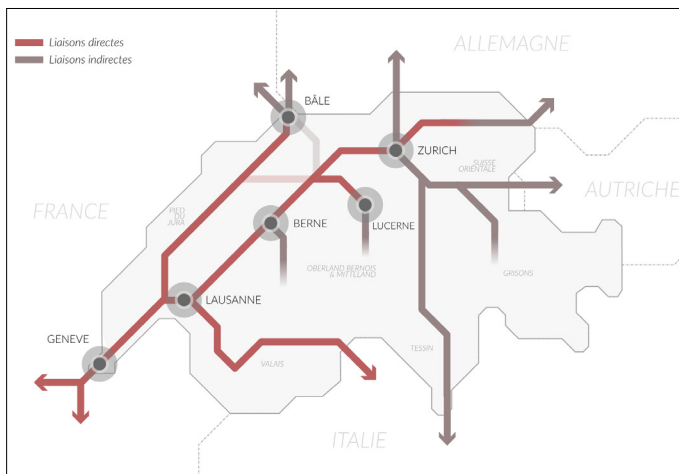 Liaisons directes
Liaisons indirectes
ALLEMAGNE
BÂLE
ZURICH
SUISSE
ORIENTALE
AUTRICHE
FRANCE
PIED
DU
JURA
BERNE
LUCERNE
OBERLAND BERNOIS
& MITTELAND
GRISONS
LAUSANNE
GENEVE
VALAIS
TESSIN
ITALIE